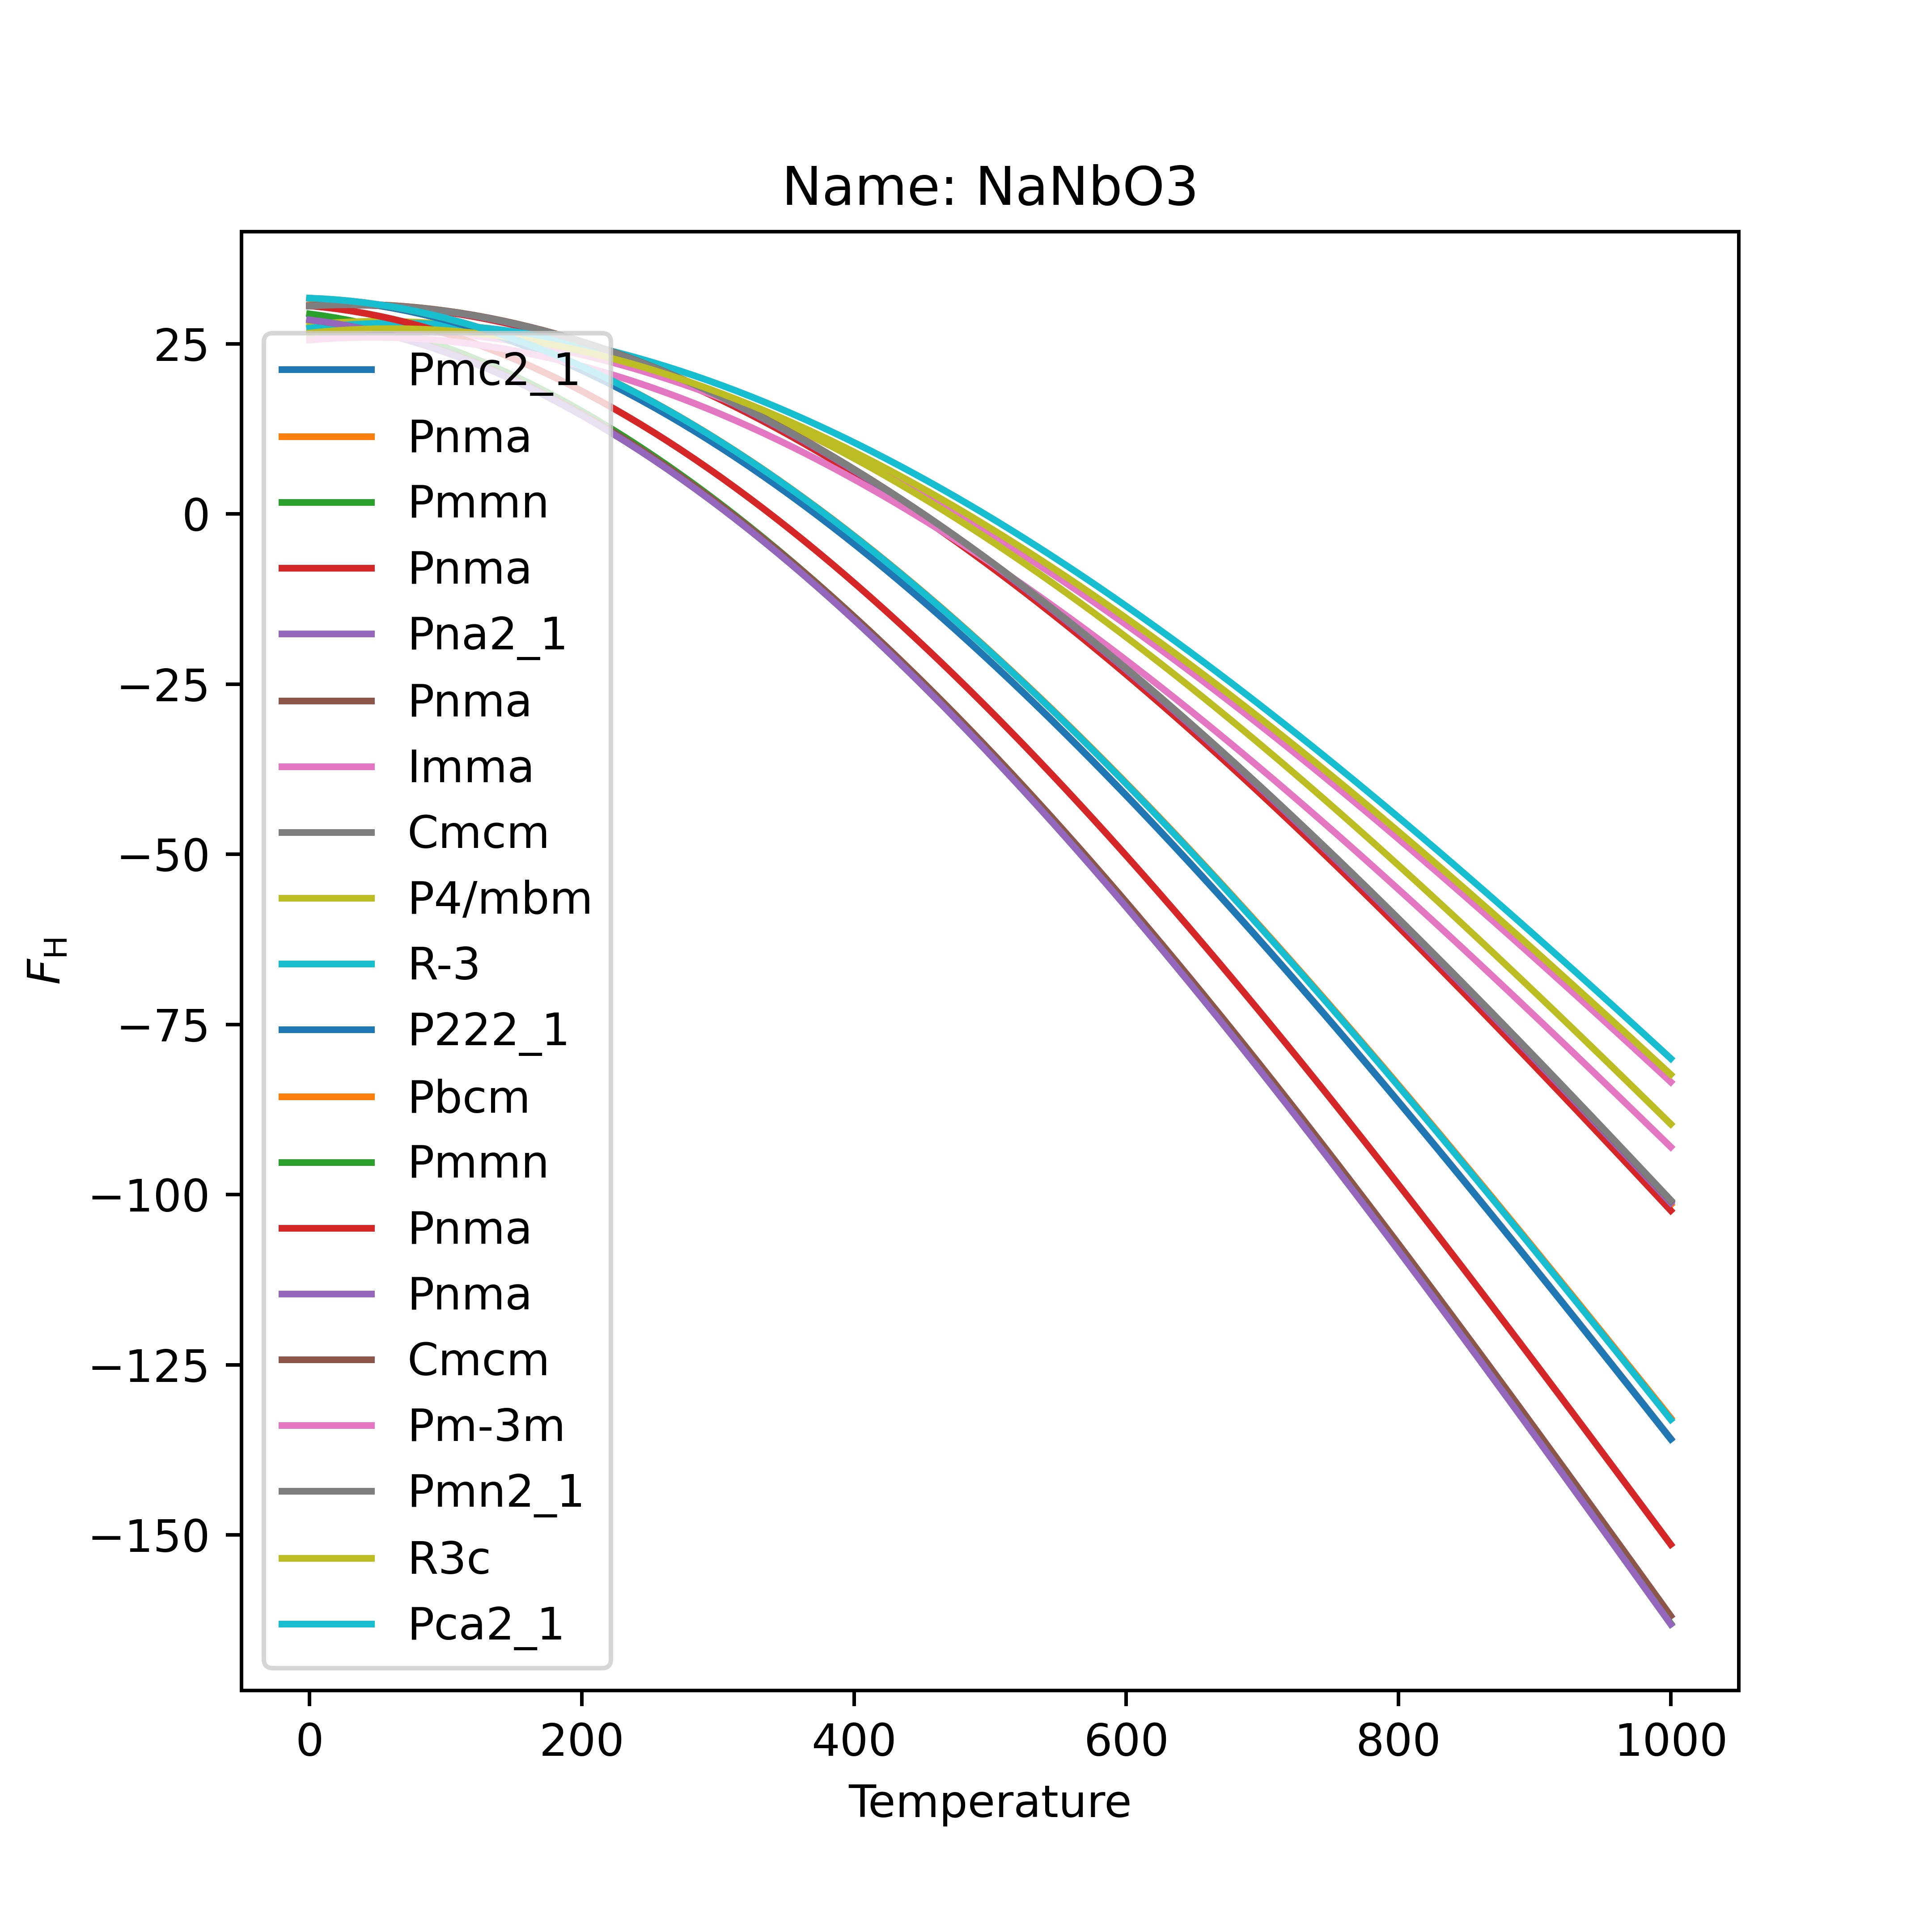 Name: NaNbO3
25
0
−25
−50
−75
−100
−125
−150
F_H
Pmc2_1
Pnma
Pmmn
Pnma
Pna2_1
Pnma
Imma
Cmcm
P4/mbm
R-3
P222_1
Pbcm
Pmmn
Pnma
Pnma
Cmcm
Pm-3m
Pmn2_1
R3c
Pca2_1
0 200 400 600 800 1000
Temperature